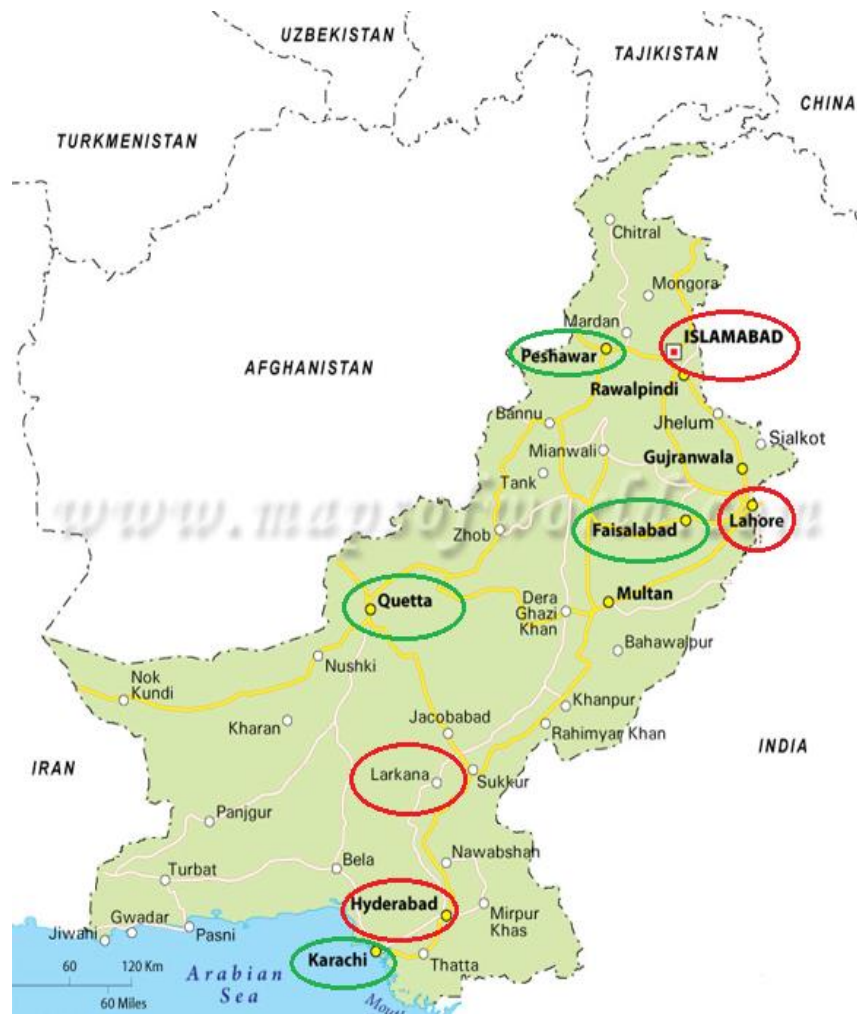 UZBEKISTAN
TAJIKISTAN
CHINA
TURKMENISTAN
Chitral
Mongora
Mardan
ISLAMABAD
Peshawar
AFGHANISTAN
Rawalpindi
Bannu
Jhelum
Sialkot
Mianwali
Gujranwala
Tank
www.mapsofworld.com
Zhob
Faisalabad
Lahore
Quetta
Dera
Ghazi
Khan
Multan
Bahawalpur
Nushki
Nok
Kundi
Khanpur
Kharan
Jacobabad
Rahimyar Khan
INDIA
IRAN
Larkana
Sukkur
Panjgur
Bela
Nawabshah
Turbat
Hyderabad
Mirpur
Khas
Gwadar
Jiwani
Pasni
Karachi
Thatta
60 120 Km
Arabian
Sea
60 Miles